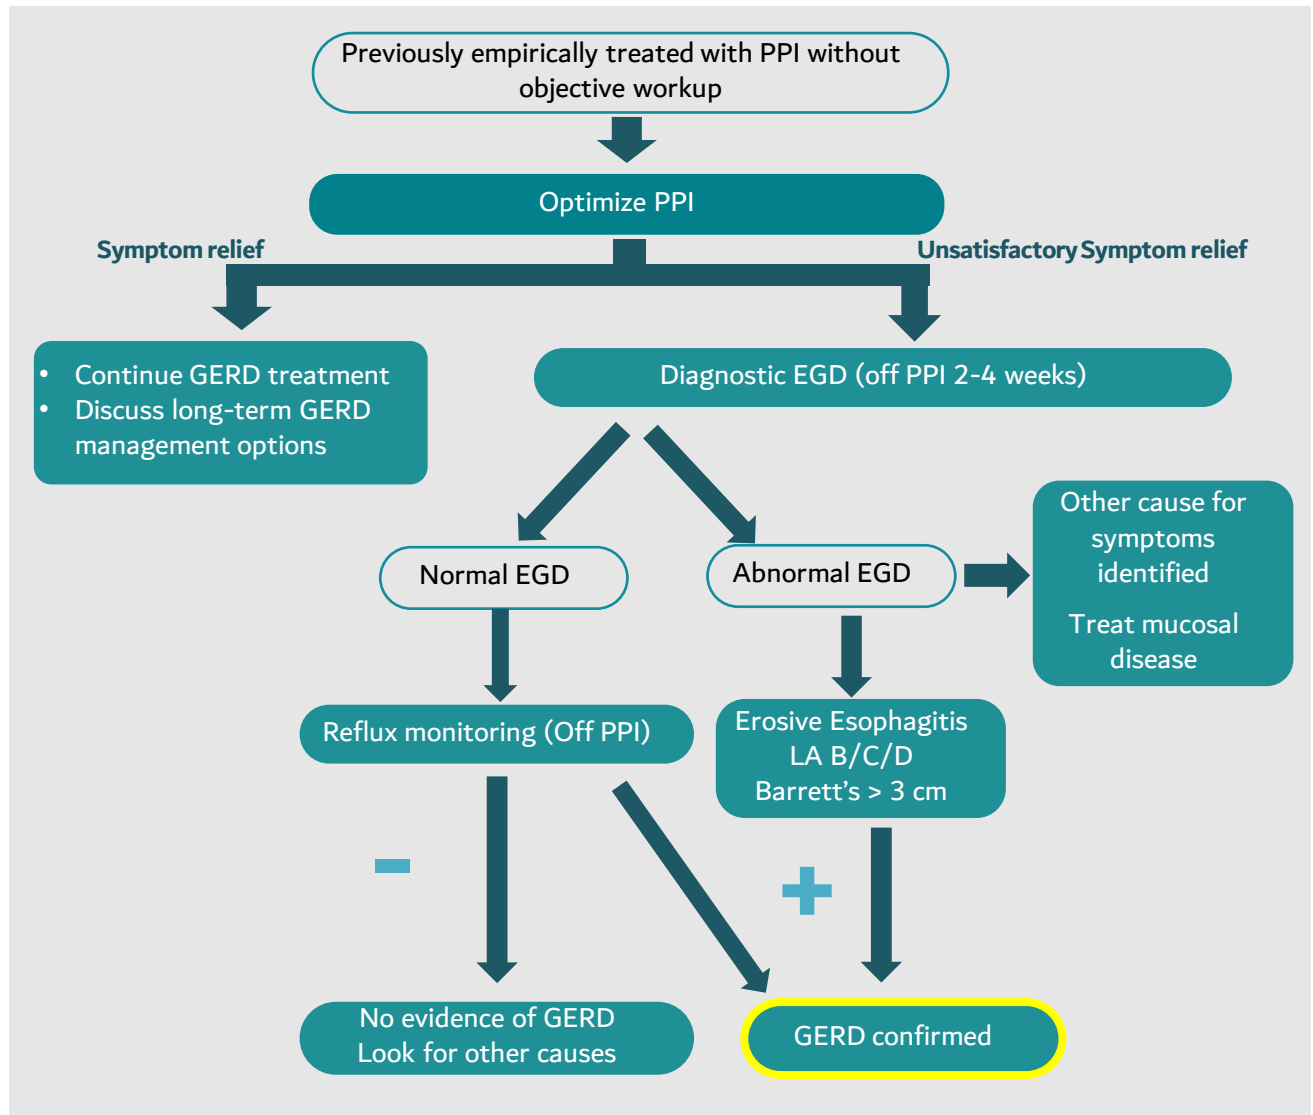 Previously empirically treated with PPI without
objective workup
Optimize PPI
Symptom relief
Unsatisfactory Symptom relief
• Continue GERD treatment
• Discuss long-term GERD
management options
Diagnostic EGD (off PPI 2-4 weeks)
Normal EGD
Abnormal EGD
Other cause for
symptoms
identified
Treat mucosal
disease
Reflux monitoring (Off PPI)
Erosive Esophagitis
LA B/C/D
Barrett’s > 3 cm
-
+
No evidence of GERD
Look for other causes
GERD confirmed